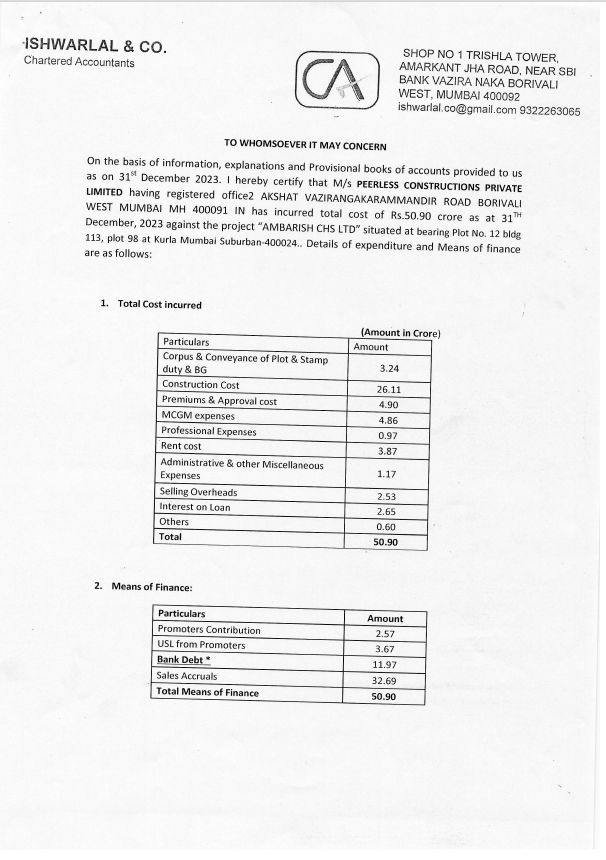 ISHWARLAL & CO.
Chartered Accountants
CA
SHOP NO 1 TRISHLA TOWER,
AMARKANT JHA ROAD, NEAR SBI
BANK VAZIRA NAKA BORIVALI
WEST, MUMBAI 400092
ishwarlal.co@gmail.com 9322263065
TO WHOMSOEVER IT MAY CONCERN
On the basis of information, explanations and Provisional books of accounts provided to us
as on 31st December 2023. I hereby certify that M/s PEERLESS CONSTRUCTIONS PRIVATE
LIMITED having registered office2 AKSHAT VAZIRANGAKARAMMANDIR ROAD BORIVALI
WEST MUMBAI MH 400091 IN has incurred total cost of Rs.50.90 crore as at 31TH
December, 2023 against the project "AMBARISH CHS LTD" situated at bearing Plot No. 12 bldg
113, plot 98 at Kurla Mumbai Suburban-400024.. Details of expenditure and Means of finance
are as follows:
1. Total Cost incurred
(Amount in Crore)
Particulars Amount
Corpus & Conveyance of Plot & Stamp
duty & BG 3.24
Construction Cost 26.11
Premiums & Approval cost 4.90
MCGM expenses 4.86
Professional Expenses 0.97
Rent cost 3.87
Administrative & other Miscellaneous
Expenses 1.17
Selling Overheads 2.53
Interest on Loan 2.65
Others 0.60
Total 50.90
2. Means of Finance:
Particulars Amount
Promoters Contribution 2.57
USL from Promoters 3.67
Bank Debt * 11.97
Sales Accruals 32.69
Total Means of Finance 50.90